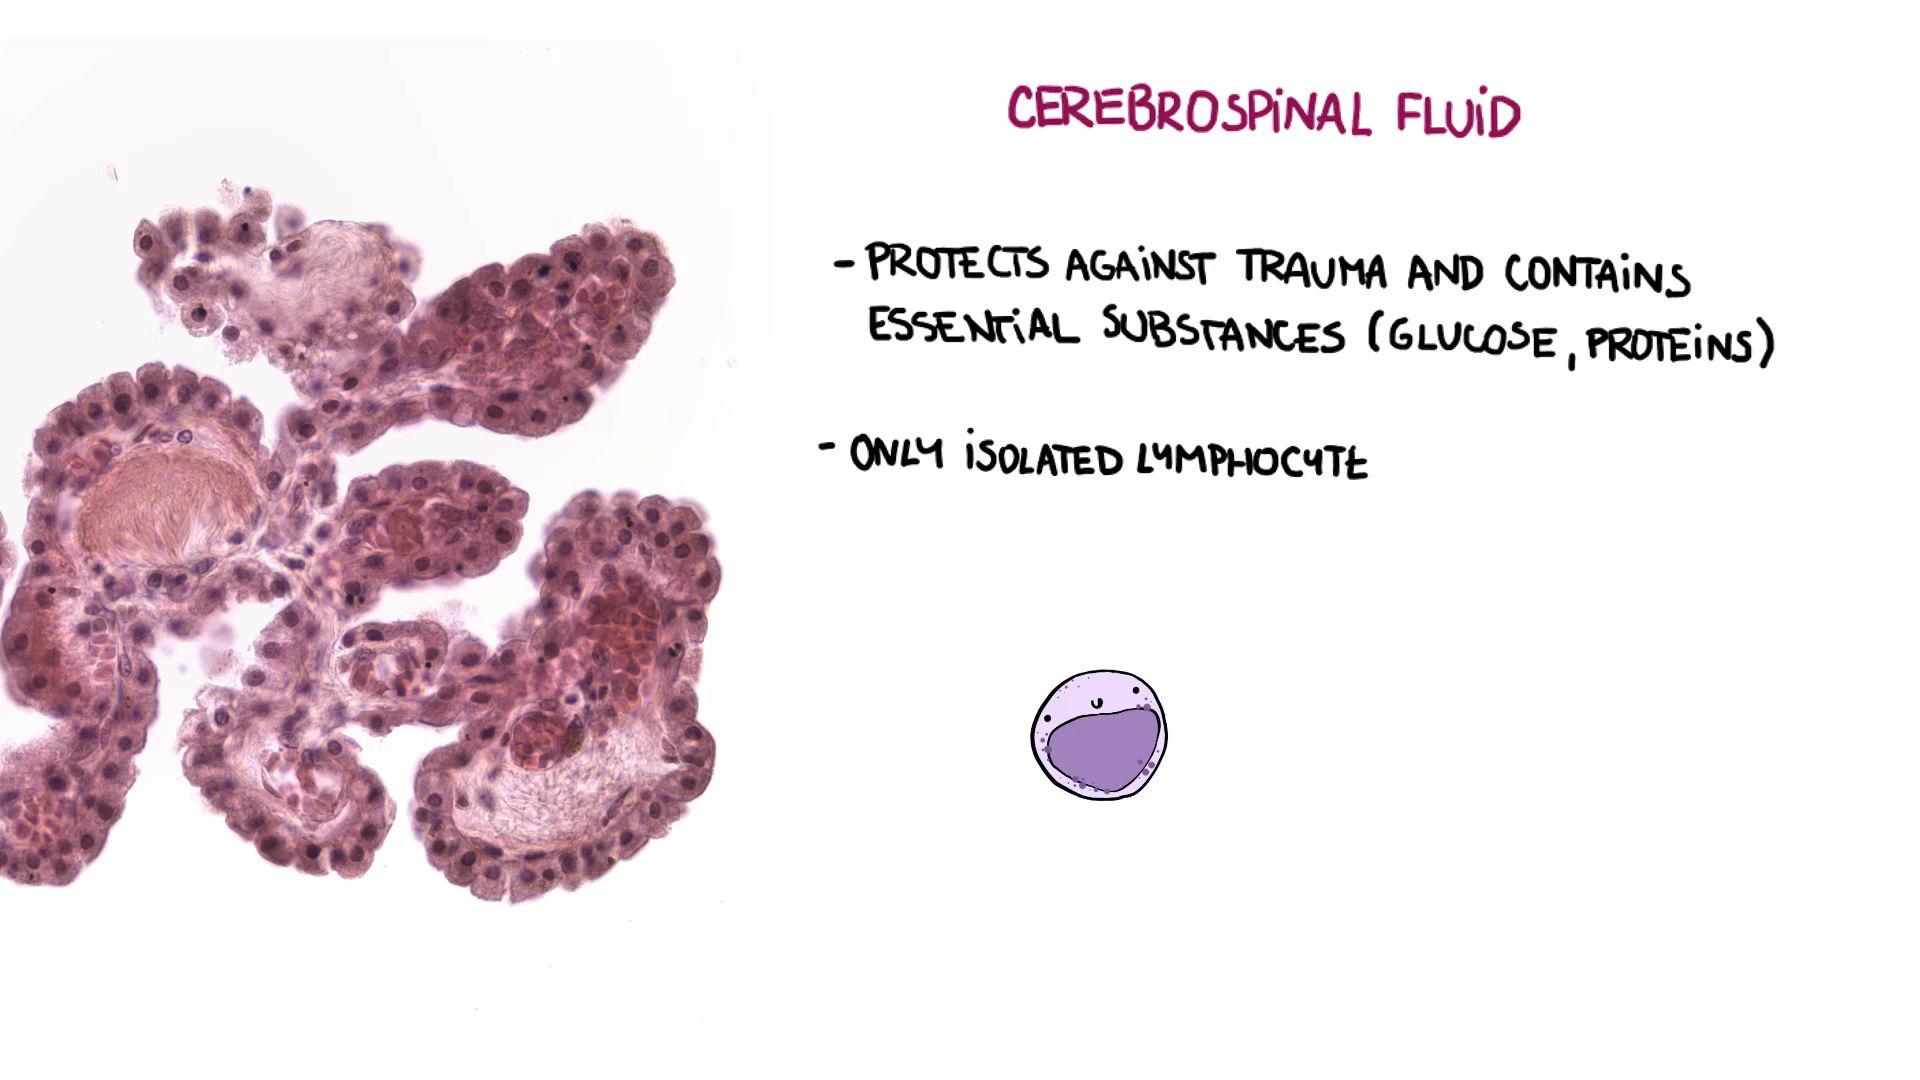 CEREBROSPINAL FLUID
- PROTECTS AGAINST TRAUMA AND CONTAINS
ESSENTIAL SUBSTANCES (GLUCOSE, PROTEINS)
- ONLY ISOLATED LYMPHOCYTE